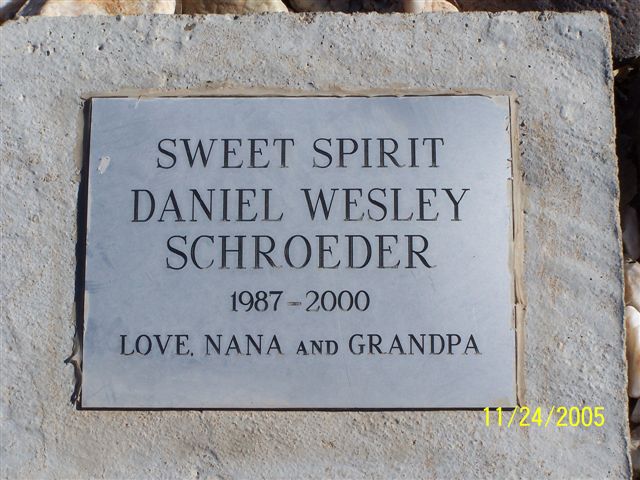 SWEET SPIRIT
DANIEL WESLEY
SCHROEDER
1987-2000
LOVE, NANA AND GRANDPA
11/24/2005